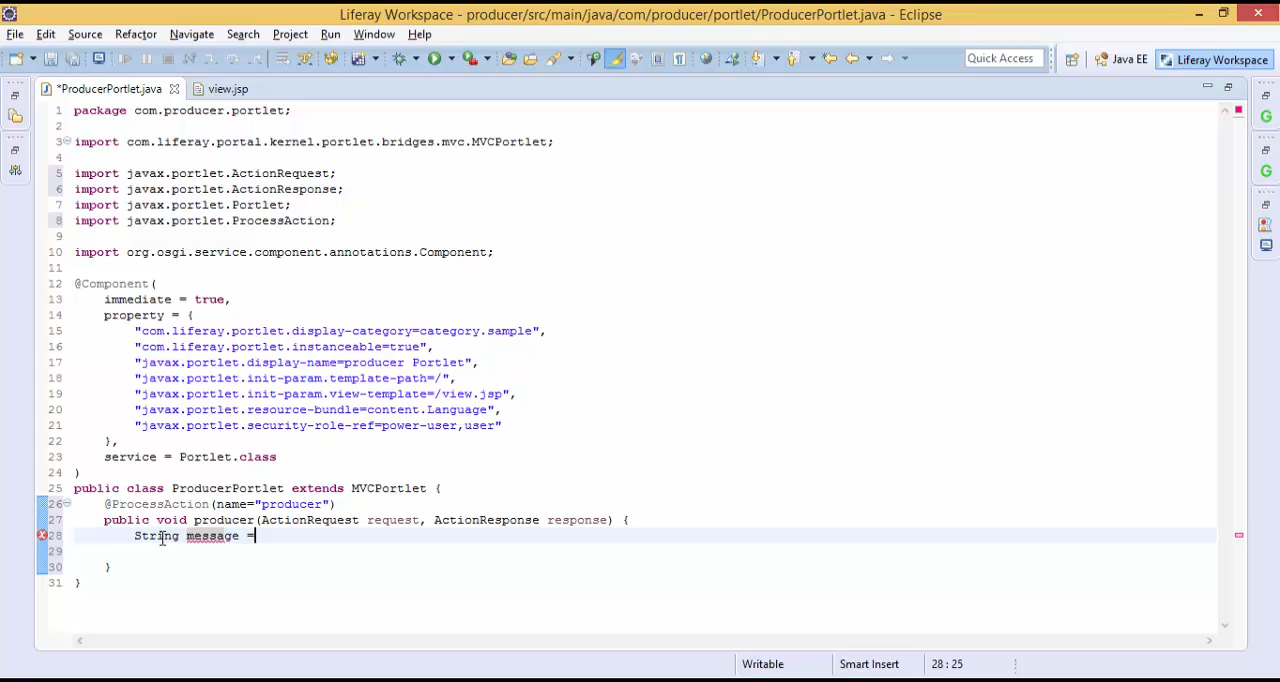 Liferay Workspace - producer/src/main/java/com/producer/portlet/ProducerPortlet.java - Eclipse
File Edit Source Refactor Navigate Search Project Run Window Help
Quick Access Java EE Liferay Workspace
*ProducerPortlet.java view.jsp
1 package com.producer.portlet;
2
3 import com.liferay.portal.kernel.portlet.bridges.mvc.MVCPortlet;
4
5 import javax.portlet.ActionRequest;
6 import javax.portlet.ActionResponse;
7 import javax.portlet.Portlet;
8 import javax.portlet.ProcessAction;
9
10 import org.osgi.service.component.annotations.Component;
11
12 @Component(
13 immediate = true,
14 property = {
15 "com.liferay.portlet.display-category=category.sample",
16 "com.liferay.portlet.instanceable=true",
17 "javax.portlet.display-name=producer Portlet",
18 "javax.portlet.init-param.template-path=/",
19 "javax.portlet.init-param.view-template=/view.jsp",
20 "javax.portlet.resource-bundle=content.Language",
21 "javax.portlet.security-role-ref=power-user,user"
22 },
23 service = Portlet.class
24 )
25 public class ProducerPortlet extends MVCPortlet {
26 @ProcessAction(name="producer")
27 public void producer(ActionRequest request, ActionResponse response) {
28 String message =
29
30 }
31 }
Writable Smart Insert 28 : 25